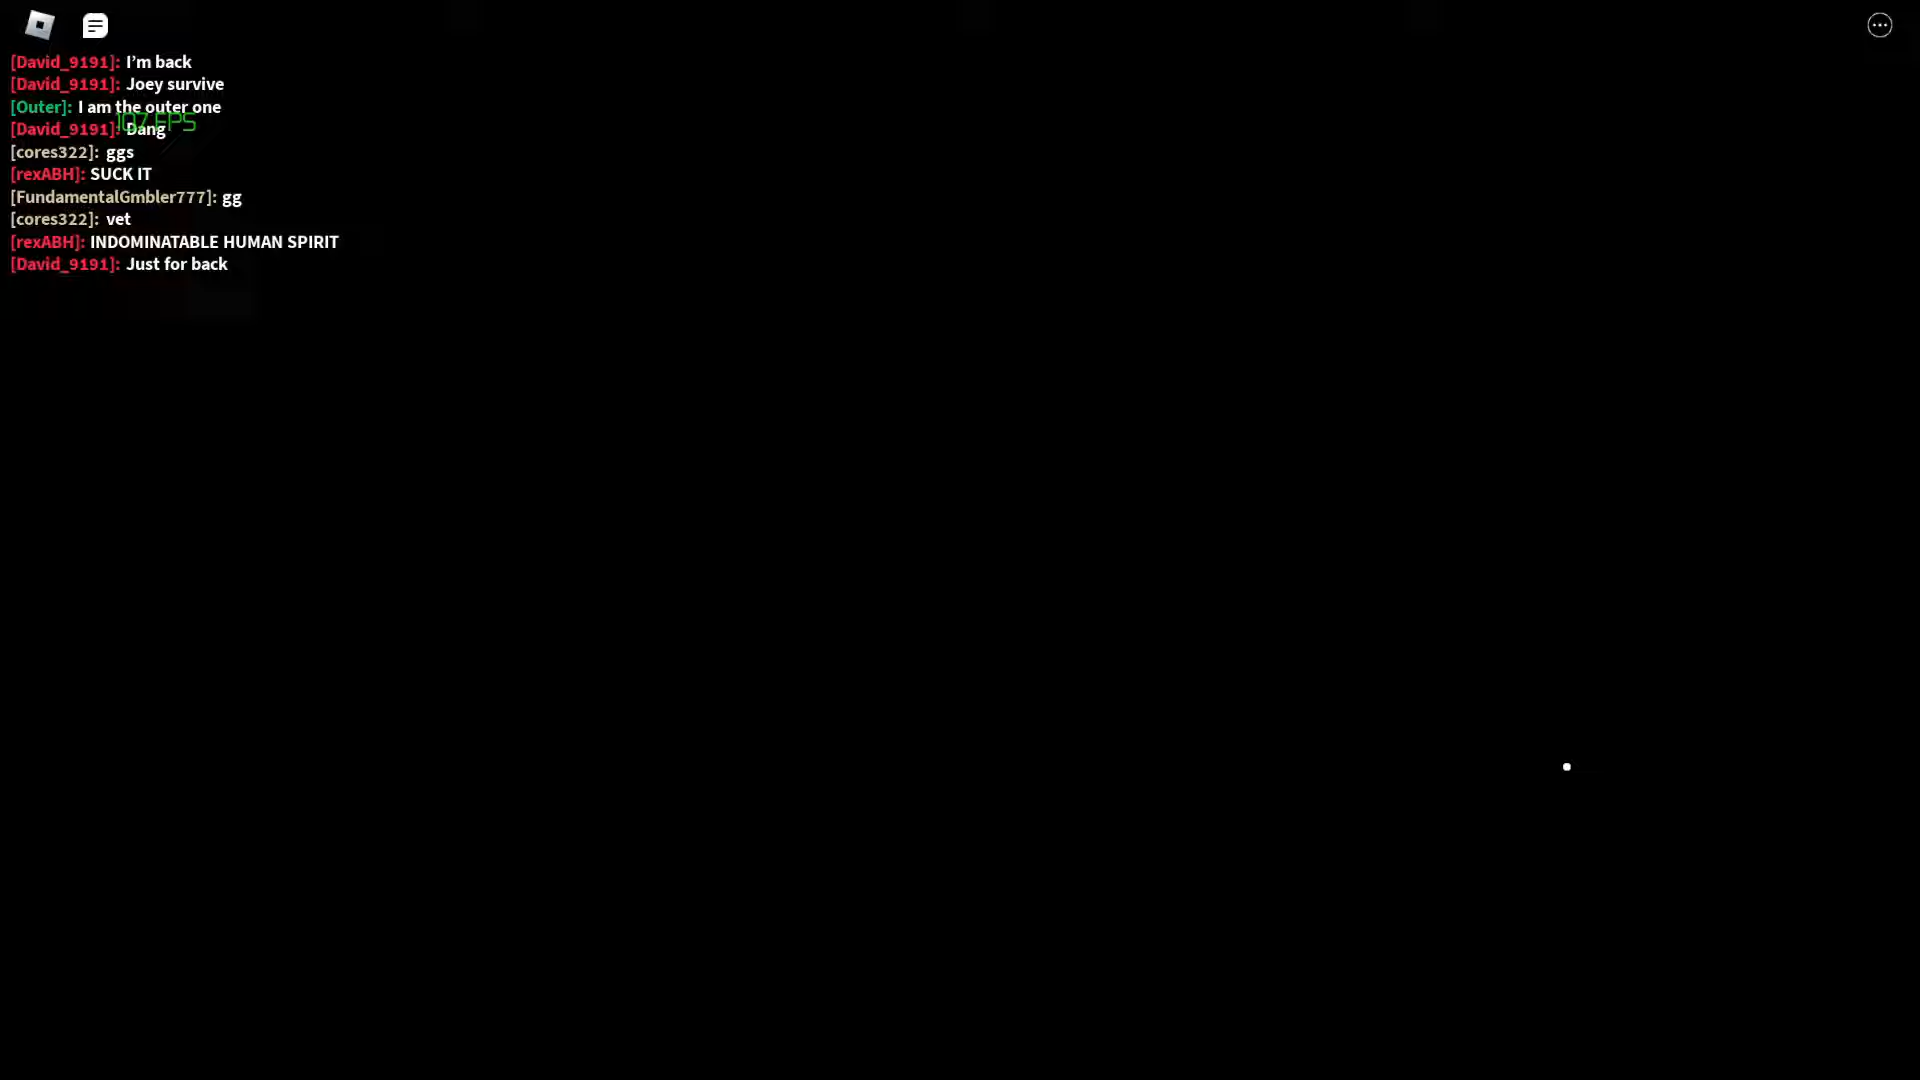 [David_9191]: I'm back
[David_9191]: Joey survive
[Outer]: I am the outer one
107 FPS
[David_9191]: Dang
[cores322]: ggs
[rexABH]: SUCK IT
[FundamentalGmbler777]: gg
[cores322]: vet
[rexABH]: INDOMINATABLE HUMAN SPIRIT
[David_9191]: Just for back